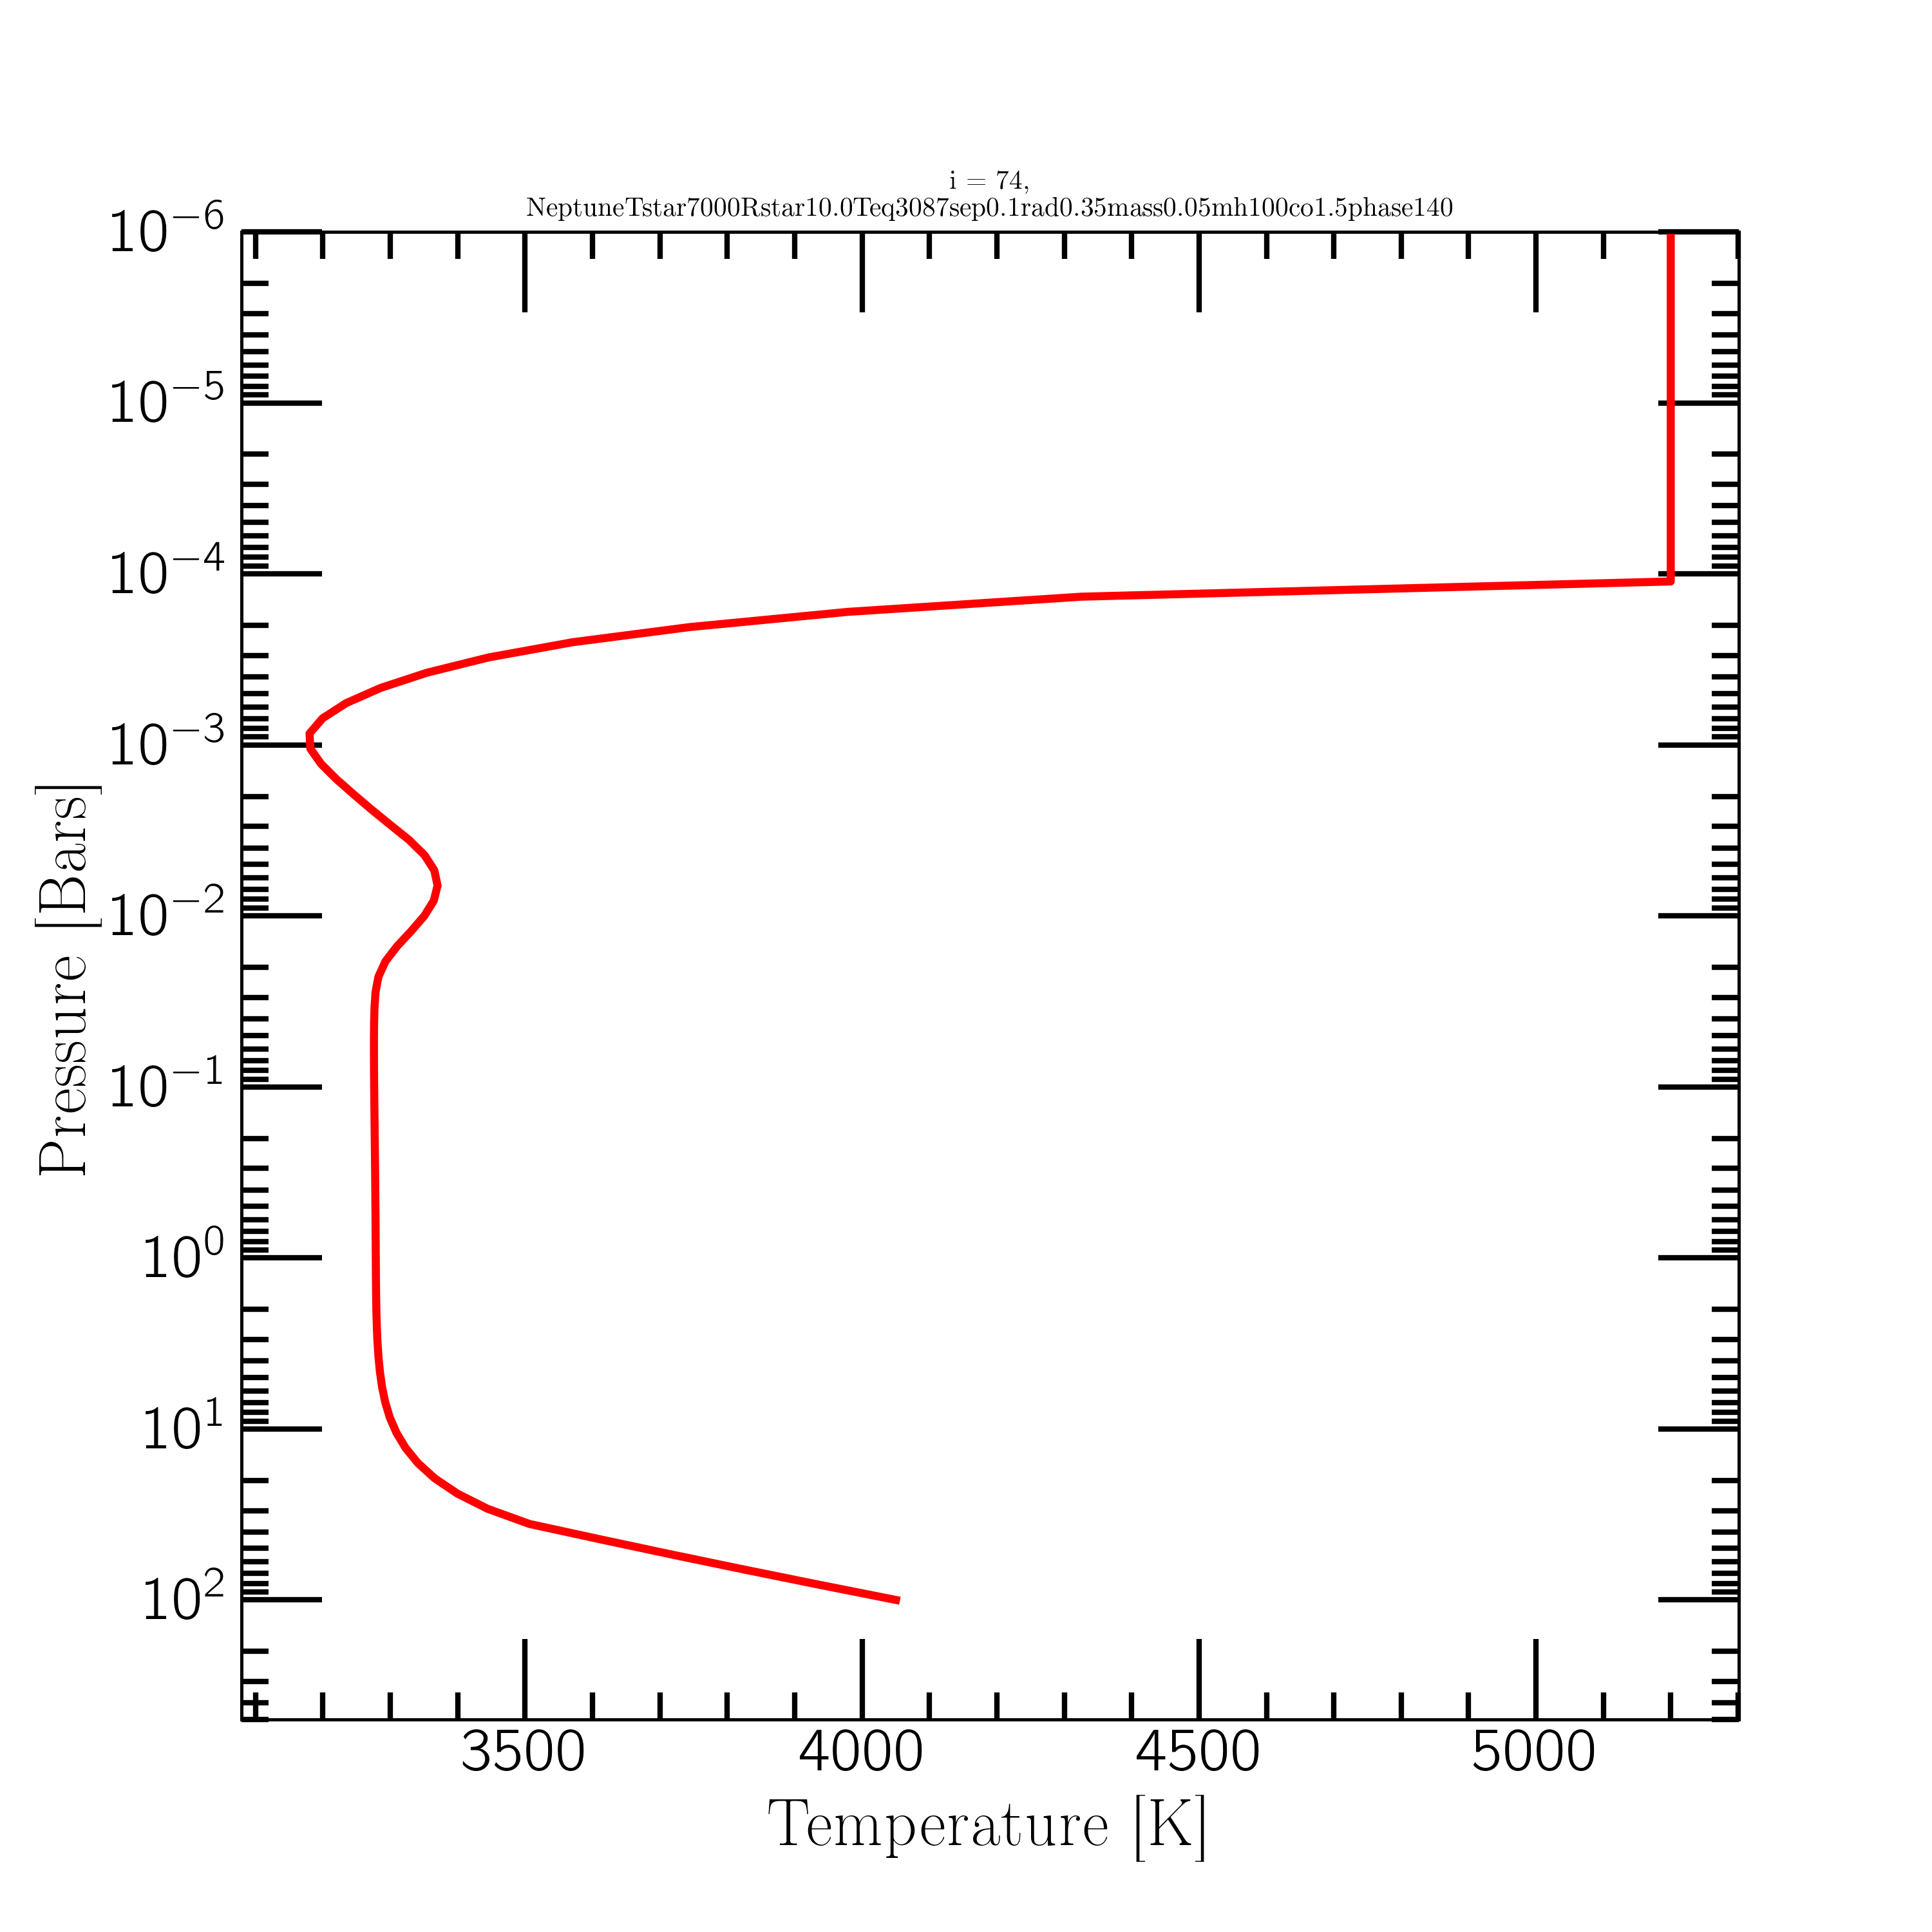 i = 74,
NeptuneTstar7000Rstar10.0Teq3087sep0.1rad0.35mass0.05mh100co1.5phase140
10−6
10−5
10−4
10−3
10−2
10−1
100
101
102
Pressure [Bars]
3500 4000 4500 5000
Temperature [K]